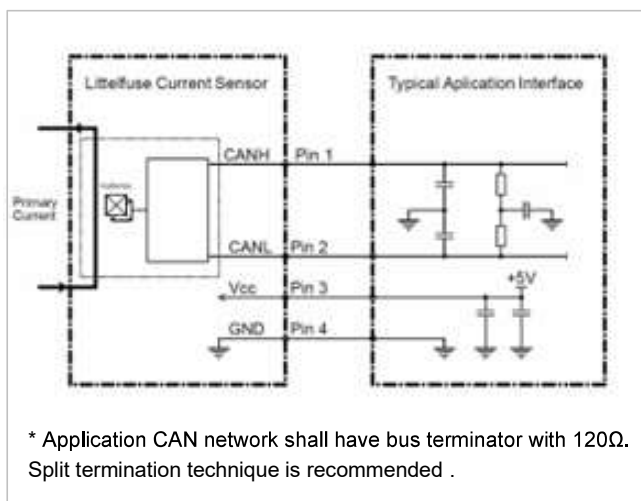 Littelfuse Current Sensor
Typical Aplication Interface
CANH
Pin 1
Primary
Current
CANL
Pin 2
Vcc
Pin 3
+5V
GND
Pin 4
* Application CAN network shall have bus terminator with 120Ω.
Split termination technique is recommended .